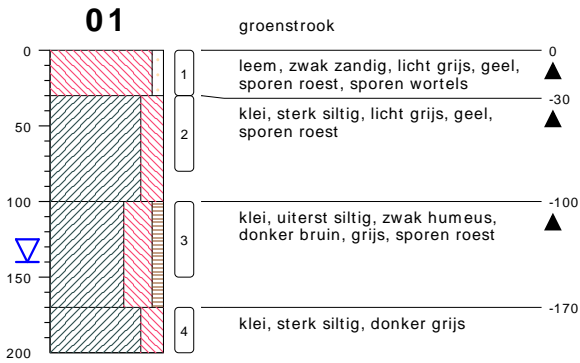 01
groenstrook
0
0
1
leem, zwak zandig, licht grijs, geel,
sporen roest, sporen wortels
-30
2
klei, sterk siltig, licht grijs, geel,
sporen roest
50
100
-100
3
klei, uiterst siltig, zwak humeus,
donker bruin, grijs, sporen roest
150
-170
4
klei, sterk siltig, donker grijs
200